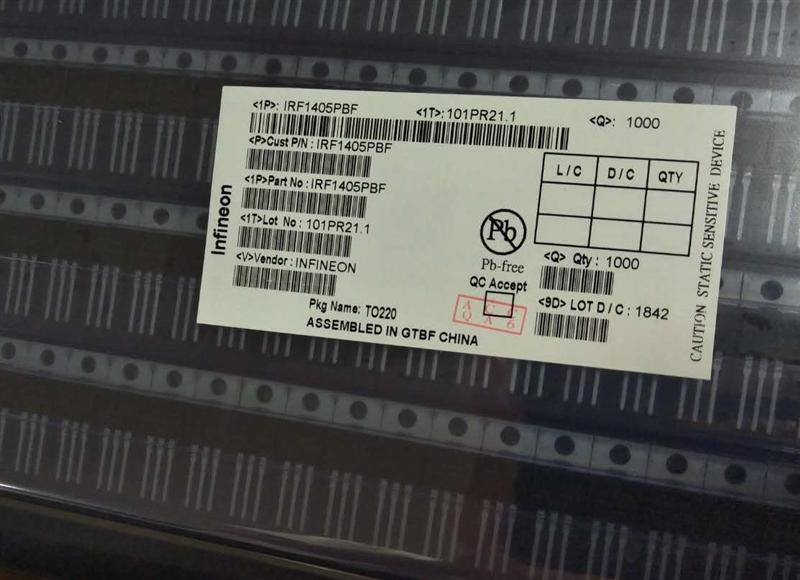 <1P>: IRF1405PBF <1T>: 101PR21.1 <Q>: 1000
<P>Cust P/N : IRF1405PBF
<1P>Part No : IRF1405PBF
<1T>Lot No : 101PR21.1
<V>Vendor : INFINEON
Infineon
Pkg Name: TO220
ASSEMBLED IN GTBF CHINA
L / C D / C QTY
Pb
Pb-free
QC Accept
A C C
Q A 6
<Q> Qty : 1000
<9D> LOT D / C : 1842
CAUTION STATIC SENSITIVE DEVICE